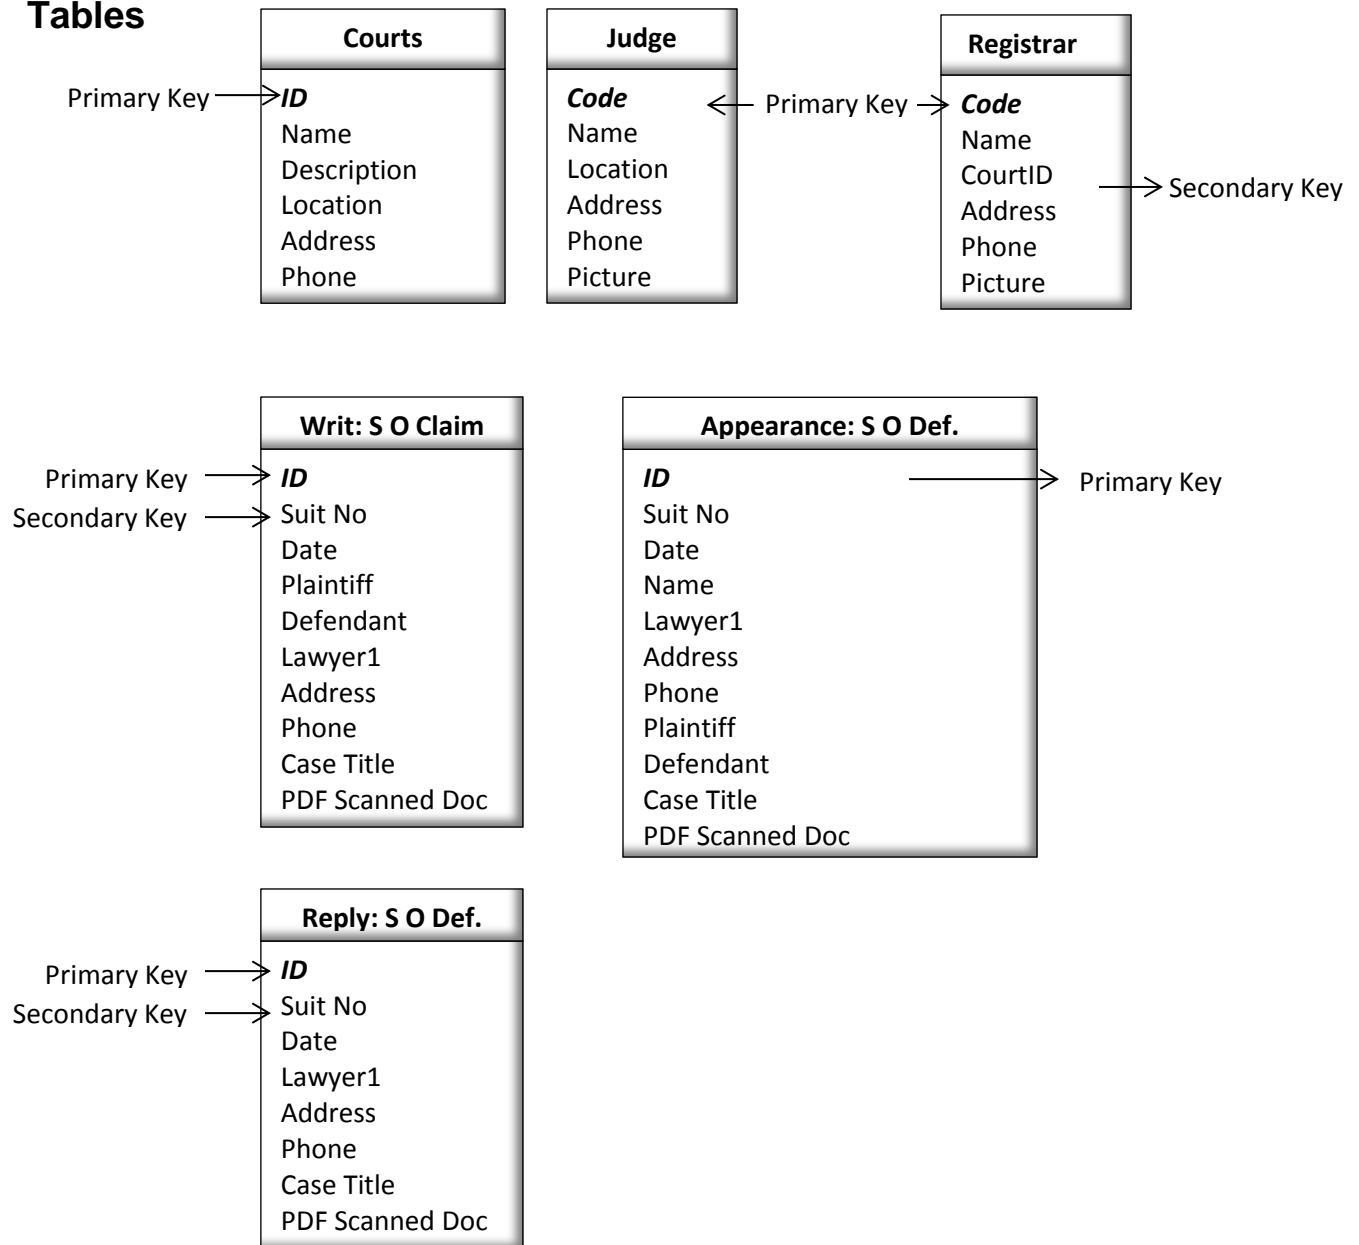 Tables
Courts
Primary Key
ID
Name
Description
Location
Address
Phone
Judge
Code
Name
Location
Address
Phone
Picture
Primary Key
Registrar
Code
Name
CourtID
Address
Phone
Picture
Secondary Key
Writ: S O Claim
Primary Key
ID
Secondary Key
Suit No
Date
Plaintiff
Defendant
Lawyer1
Address
Phone
Case Title
PDF Scanned Doc
Appearance: S O Def.
ID
Primary Key
Suit No
Date
Name
Lawyer1
Address
Phone
Plaintiff
Defendant
Case Title
PDF Scanned Doc
Reply: S O Def.
Primary Key
ID
Secondary Key
Suit No
Date
Lawyer1
Address
Phone
Case Title
PDF Scanned Doc